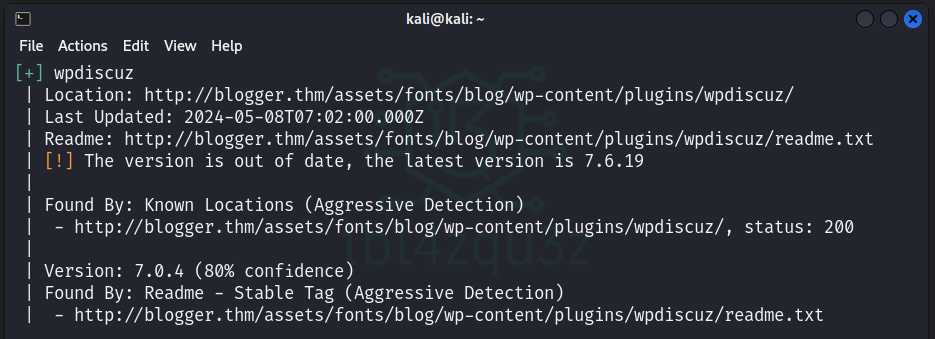 kali@kali: ~
File Actions Edit View Help
[+] wpdiscuz
| Location: http://blogger.thm/assets/fonts/blog/wp-content/plugins/wpdiscuz/
| Last Updated: 2024-05-08T07:02:00.000Z
| Readme: http://blogger.thm/assets/fonts/blog/wp-content/plugins/wpdiscuz/readme.txt
| [!] The version is out of date, the latest version is 7.6.19
|
| Found By: Known Locations (Aggressive Detection)
|  - http://blogger.thm/assets/fonts/blog/wp-content/plugins/wpdiscuz/, status: 200
|
| Version: 7.0.4 (80% confidence)
| Found By: Readme - Stable Tag (Aggressive Detection)
|  - http://blogger.thm/assets/fonts/blog/wp-content/plugins/wpdiscuz/readme.txt